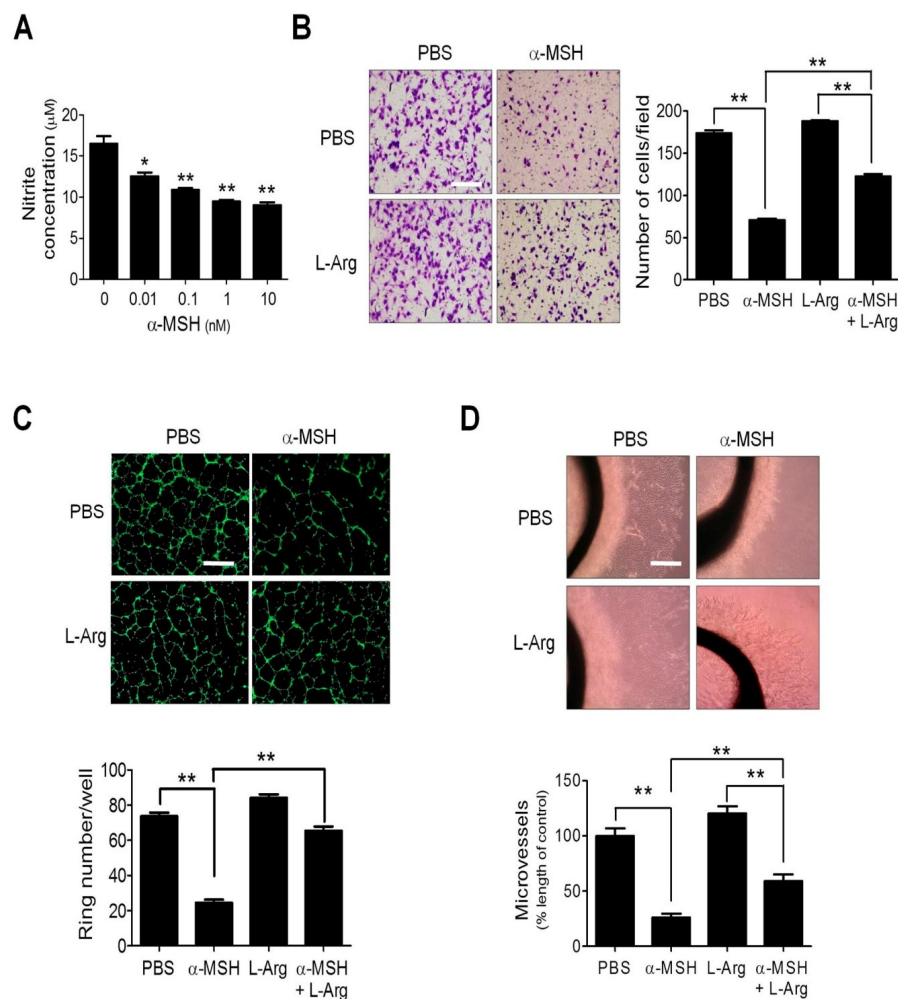 A
Nitrite
concentration (μM)
20
15
10
5
0
*
**
**
**
0 0.01 0.1 1 10
α-MSH (nM)
B
PBS α-MSH
PBS
L-Arg
Number of cells/field
200
150
100
50
0
**
**
**
PBS α-MSH L-Arg α-MSH
+ L-Arg
C
PBS α-MSH
PBS
L-Arg
Ring number/well
100
80
60
40
20
0
**
**
PBS α-MSH L-Arg α-MSH
+ L-Arg
D
PBS α-MSH
PBS
L-Arg
Microvessels
(% length of control)
150
100
50
0
**
**
**
PBS α-MSH L-Arg α-MSH
+ L-Arg